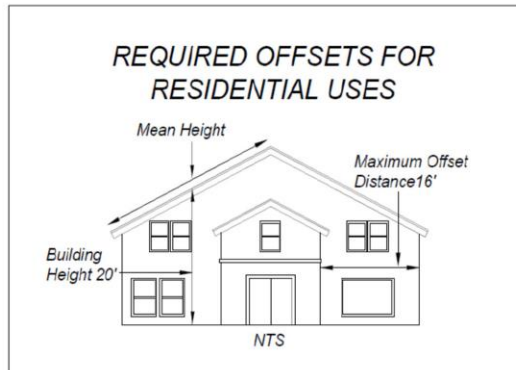 REQUIRED OFFSETS FOR
RESIDENTIAL USES
Mean Height
Maximum Offset
Distance16'
Building
Height 20'
NTS